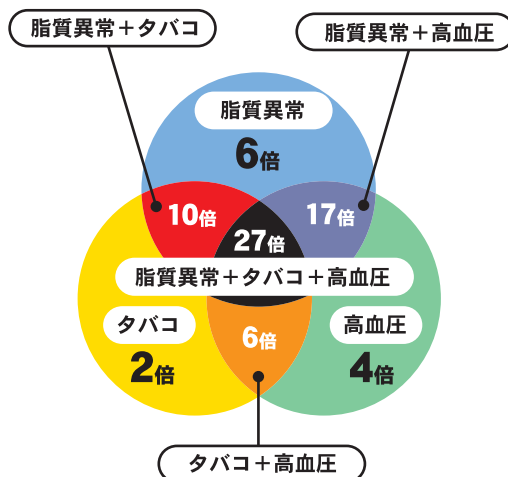 脂質異常+タバコ
脂質異常+高血圧
脂質異常
6倍
10倍
17倍
27倍
脂質異常+タバコ+高血圧
タバコ
2倍
6倍
高血圧
4倍
タバコ+高血圧